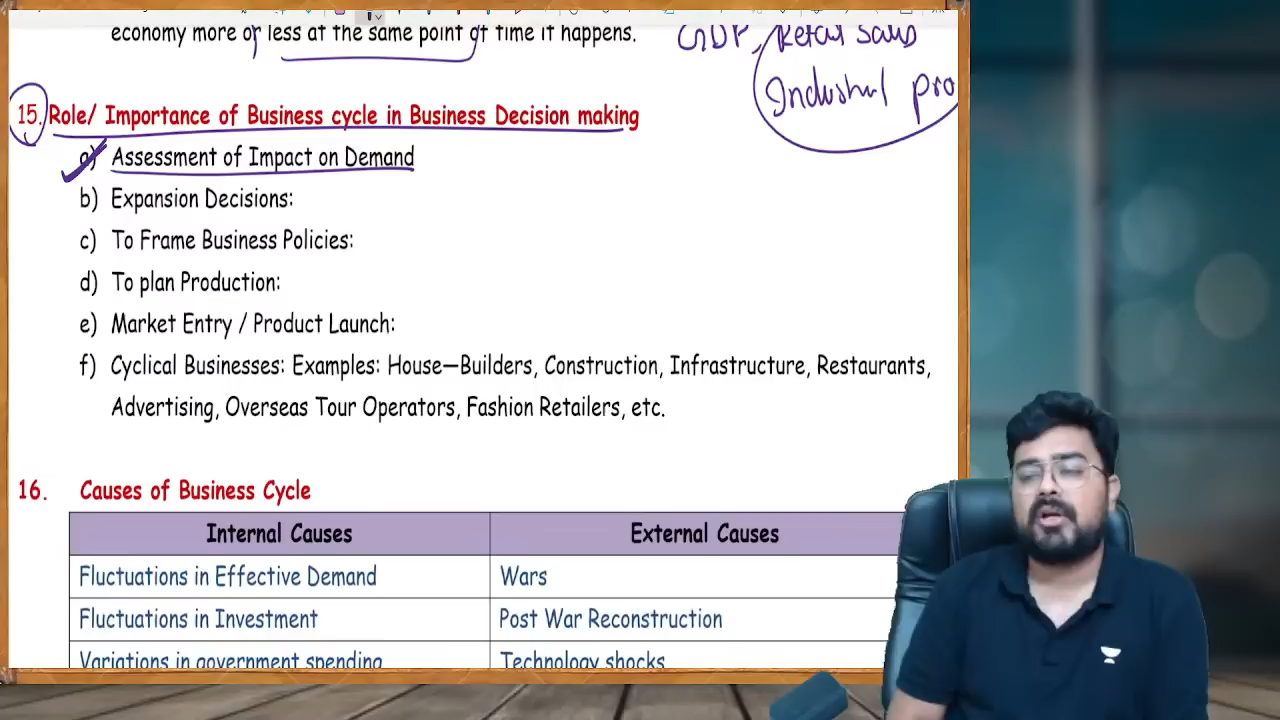 economy more or less at the same point of time it happens.
GDP, Retail Sales
Industrial pro
15. Role/ Importance of Business cycle in Business Decision making
a) Assessment of Impact on Demand
b) Expansion Decisions:
c) To Frame Business Policies:
d) To plan Production:
e) Market Entry / Product Launch:
f) Cyclical Businesses: Examples: House—Builders, Construction, Infrastructure, Restaurants,
Advertising, Overseas Tour Operators, Fashion Retailers, etc.
16. Causes of Business Cycle
Internal Causes External Causes
Fluctuations in Effective Demand Wars
Fluctuations in Investment Post War Reconstruction
Variations in government spending Technology shocks